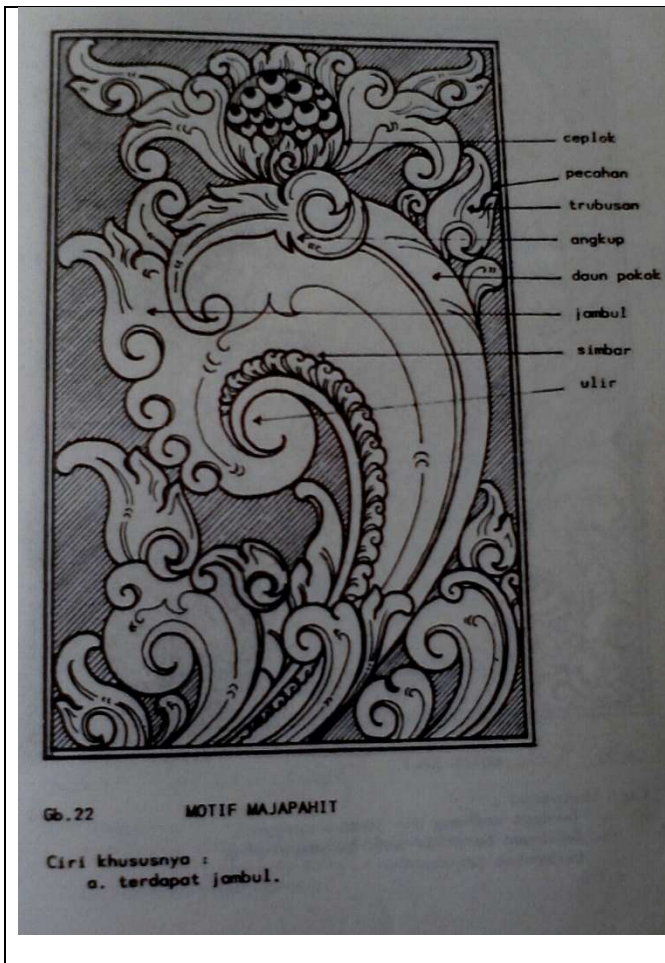 ceplok
pecahan
trubusan
angkup
daun pokok
jambul
simbar
ulir
Gb.22 MOTIF MAJAPAHIT
Ciri khususnya :
a. terdapat jambul.